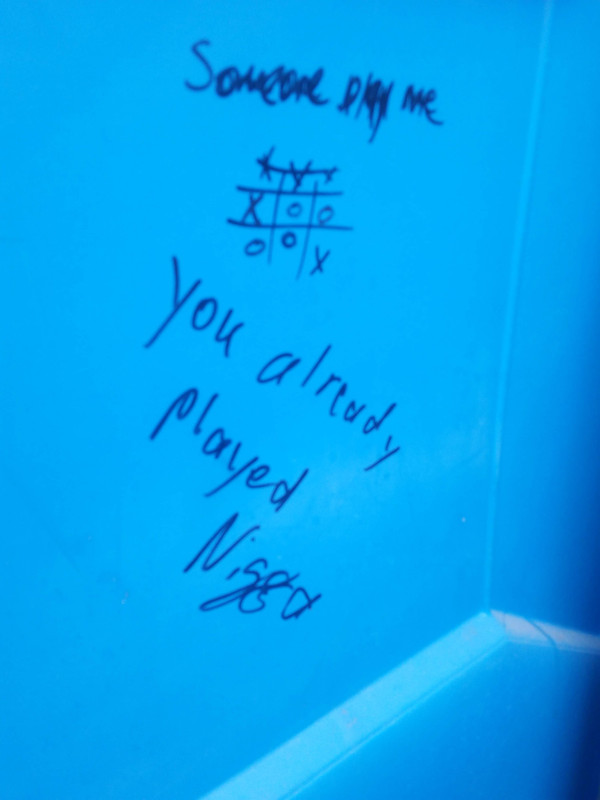 Someone play me
X X X
X O O
O O X
You already
played
Nigga